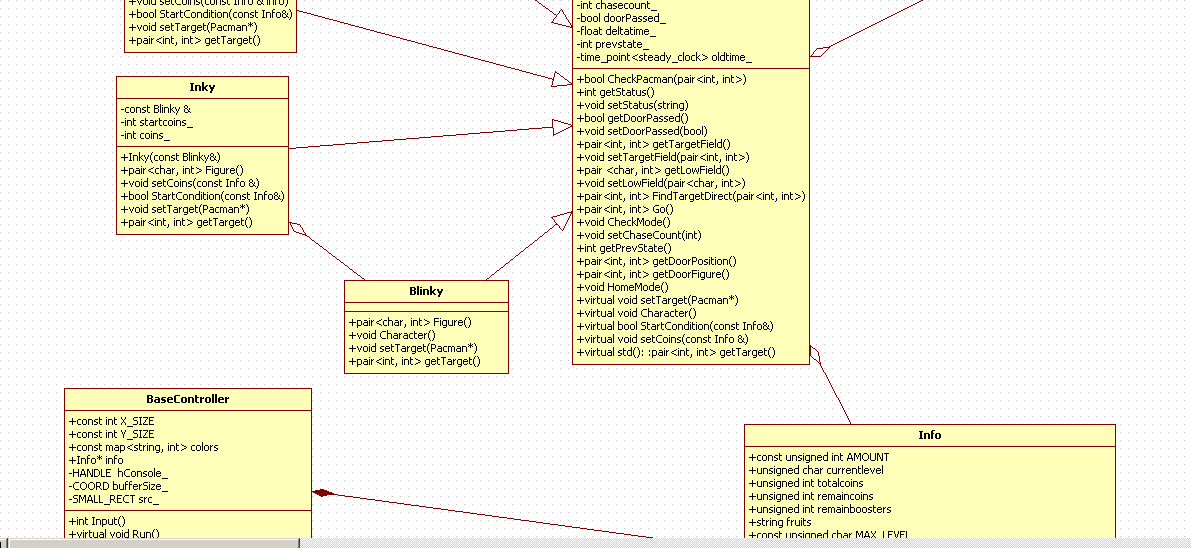 +void setCoins(const Info & info)
+bool StartCondition(const Info&)
+void setTarget(Pacman*)
+pair<int, int> getTarget()
-int chasecount_
-bool doorPassed_
-float deltatime_
-int prevstate_
-time_point<steady_clock> oldtime_
+bool CheckPacman(pair<int, int>)
+int getStatus()
+void setStatus(string)
+bool getDoorPassed()
+void setDoorPassed(bool)
+pair<int, int> getTargetField()
+void setTargetField(pair<int, int>)
+pair <char, int> getLowField()
+void setLowField(pair<char, int>)
+pair<int, int> FindTargetDirect(pair<int, int>)
+pair<int, int> Go()
+void CheckMode()
+void setChaseCount(int)
+int getPrevState()
+pair<int, int> getDoorPosition()
+pair<int, int> getDoorFigure()
+void HomeMode()
+virtual void setTarget(Pacman*)
+virtual void Character()
+virtual bool StartCondition(const Info&)
+virtual void setCoins(const Info &)
+virtual std(): :pair<int, int> getTarget()
Inky
-const Blinky &
-int startcoins_
-int coins_
+Inky(const Blinky&)
+pair<char, int> Figure()
+void setCoins(const Info &)
+bool StartCondition(const Info&)
+void setTarget(Pacman*)
+pair<int, int> getTarget()
Blinky
+pair<char, int> Figure()
+void Character()
+void setTarget(Pacman*)
+pair<int, int> getTarget()
BaseController
+const int X_SIZE
+const int Y_SIZE
+const map<string, int> colors
+Info* info
-HANDLE hConsole_
-COORD bufferSize_
-SMALL_RECT src_
+int Input()
+virtual void Run()
Info
+const unsigned int AMOUNT
+unsigned char currentlevel
+unsigned int totalcoins
+unsigned int remaincoins
+unsigned int remainboosters
+string fruits
+const unsigned char MAX_LEVEL